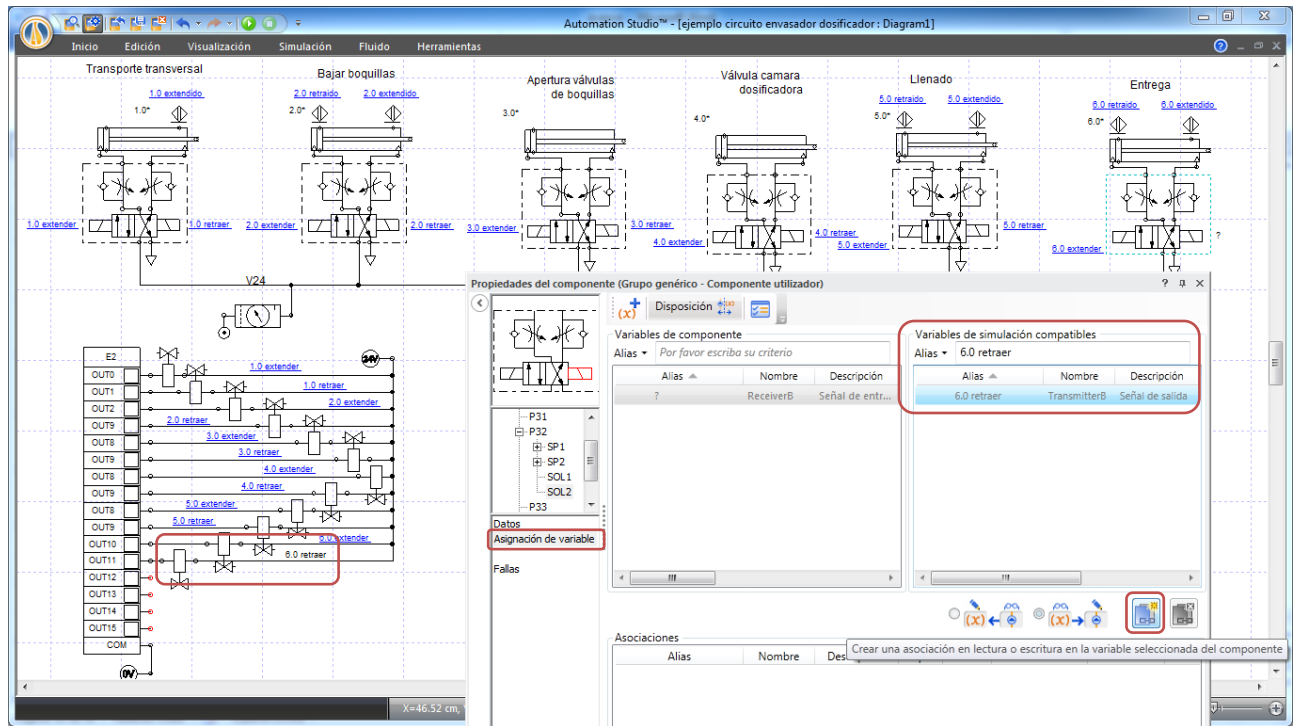 Automation Studio™ - [ejemplo circuito envasador dosificador : Diagram1]
Inicio Edición Visualización Simulación Fluido Herramientas
Transporte transversal
1.0 extendido
1.0*
1.0 extender
1.0 retraer
Bajar boquillas
2.0 retraido 2.0 extendido
2.0*
2.0 extender
2.0 retraer
Apertura válvulas
de boquillas
3.0*
3.0 extender
3.0 retraer
Válvula camara
dosificadora
4.0*
4.0 extender
4.0 retraer
Llenado
5.0 retraido 5.0 extendido
5.0*
5.0 extender
5.0 retraer
Entrega
6.0 retraido 6.0 extendido
6.0*
6.0 extender
?
V24
E2
24V
OUT0
1.0 extender
OUT1
1.0 retraer
OUT2
2.0 extender
OUT9
2.0 retraer
OUT8
3.0 extender
OUT9
3.0 retraer
OUT8
4.0 extender
OUT9
4.0 retraer
OUT8
5.0 extender
OUT9
5.0 retraer
OUT10
6.0 extender
OUT11
6.0 retraer
OUT12
OUT13
OUT14
OUT15
COM
0V
X=46.52 cm,
Propiedades del componente (Grupo genérico - Componente utilizador)
(x) Disposición
P31
P32
SP1
SP2
SOL1
SOL2
P33
Datos
Asignación de variable
Fallas
Variables de componente
Alias Por favor escriba su criterio
Alias Nombre Descripción
? ReceiverB Señal de entr...
Variables de simulación compatibles
Alias 6.0 retraer
Alias Nombre Descripción
6.0 retraer TransmitterB Señal de salida
(x) (x)
Asociaciones
Alias Nombre Des
Crear una asociación en lectura o escritura en la variable seleccionada del componente